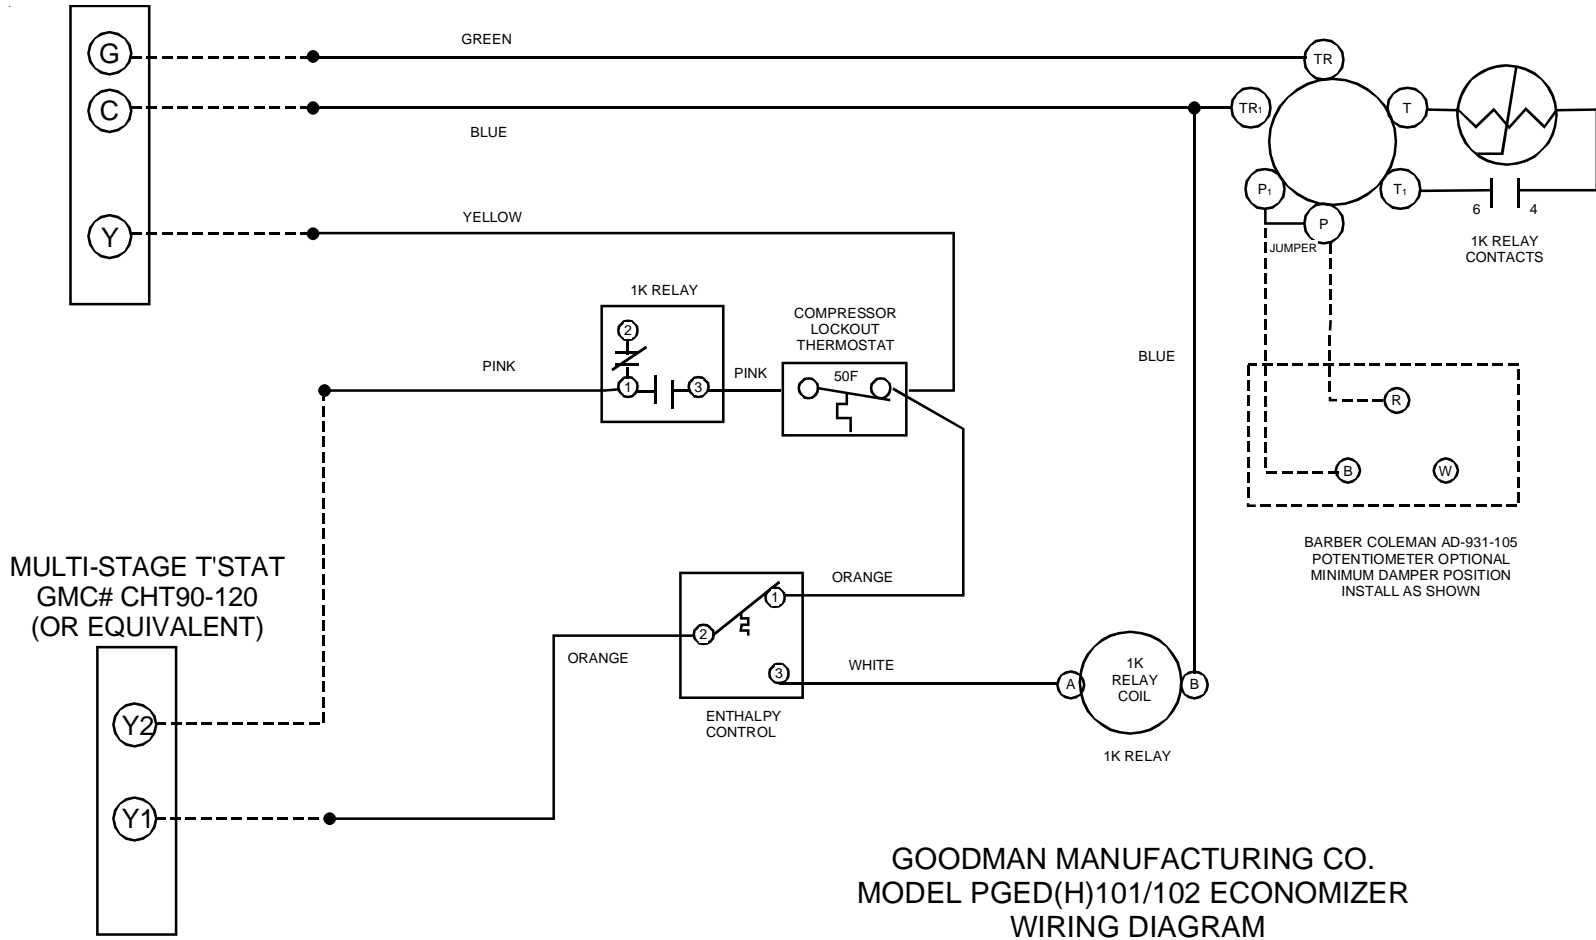 G
GREEN
TR
C
BLUE
TR1
T
P1
T1
6
4
Y
YELLOW
P
JUMPER
1K RELAY
CONTACTS
1K RELAY
2
1
3
PINK
PINK
COMPRESSOR
LOCKOUT
THERMOSTAT
50F
BLUE
R
B
W
BARBER COLEMAN AD-931-105
POTENTIOMETER OPTIONAL
MINIMUM DAMPER POSITION
INSTALL AS SHOWN
MULTI-STAGE T'STAT
GMC# CHT90-120
(OR EQUIVALENT)
ORANGE
1
2
3
ORANGE
WHITE
ENTHALPY
CONTROL
A
1K
RELAY
COIL
B
1K RELAY
Y2
Y1
GOODMAN MANUFACTURING CO.
MODEL PGED(H)101/102 ECONOMIZER
WIRING DIAGRAM